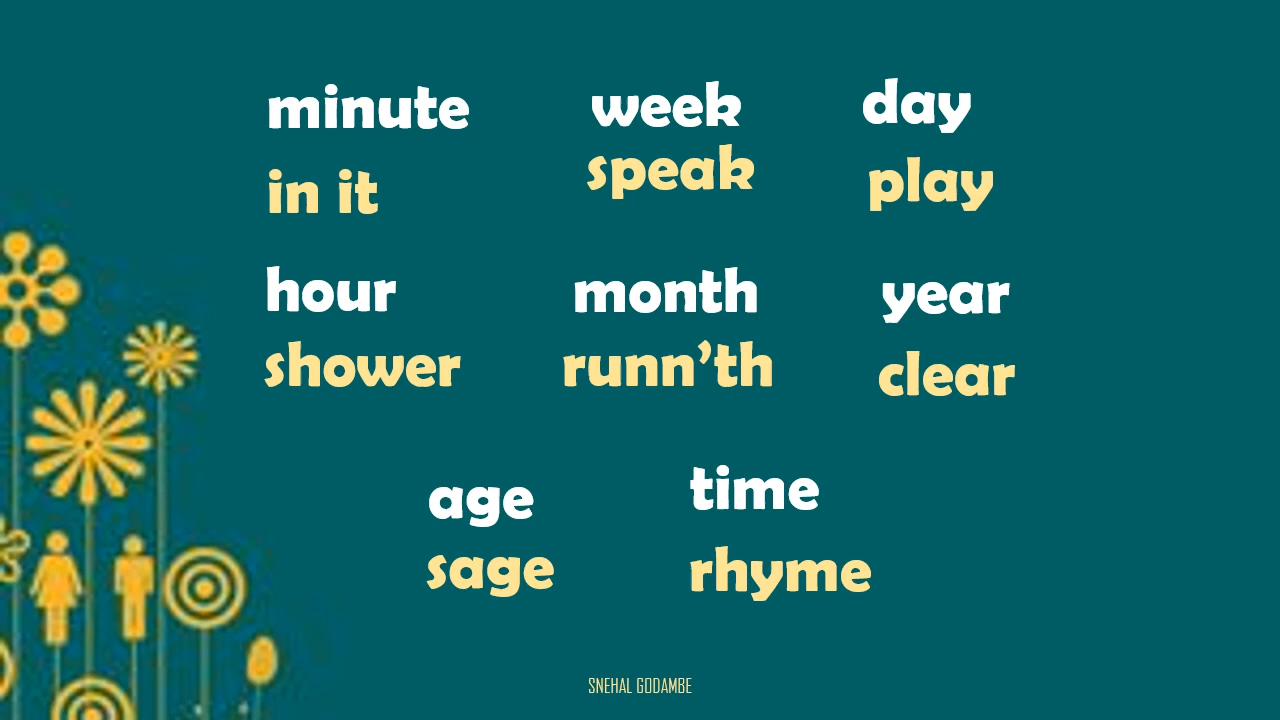 minute week day
in it speak play
hour month year
shower runn'th clear
age time
sage rhyme
SNEHAL GODAMBE